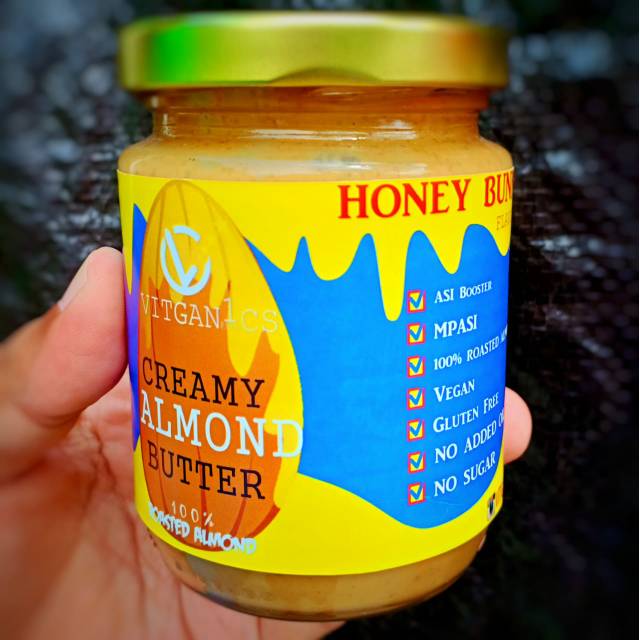 HONEY BUN
VITGAN1CS
CREAMY
ALMOND
BUTTER
100%
ROASTED ALMOND
ASI BOOSTER
MPASI
100% ROASTED
VEGAN
GLUTEN FREE
NO ADDED
NO SUGAR